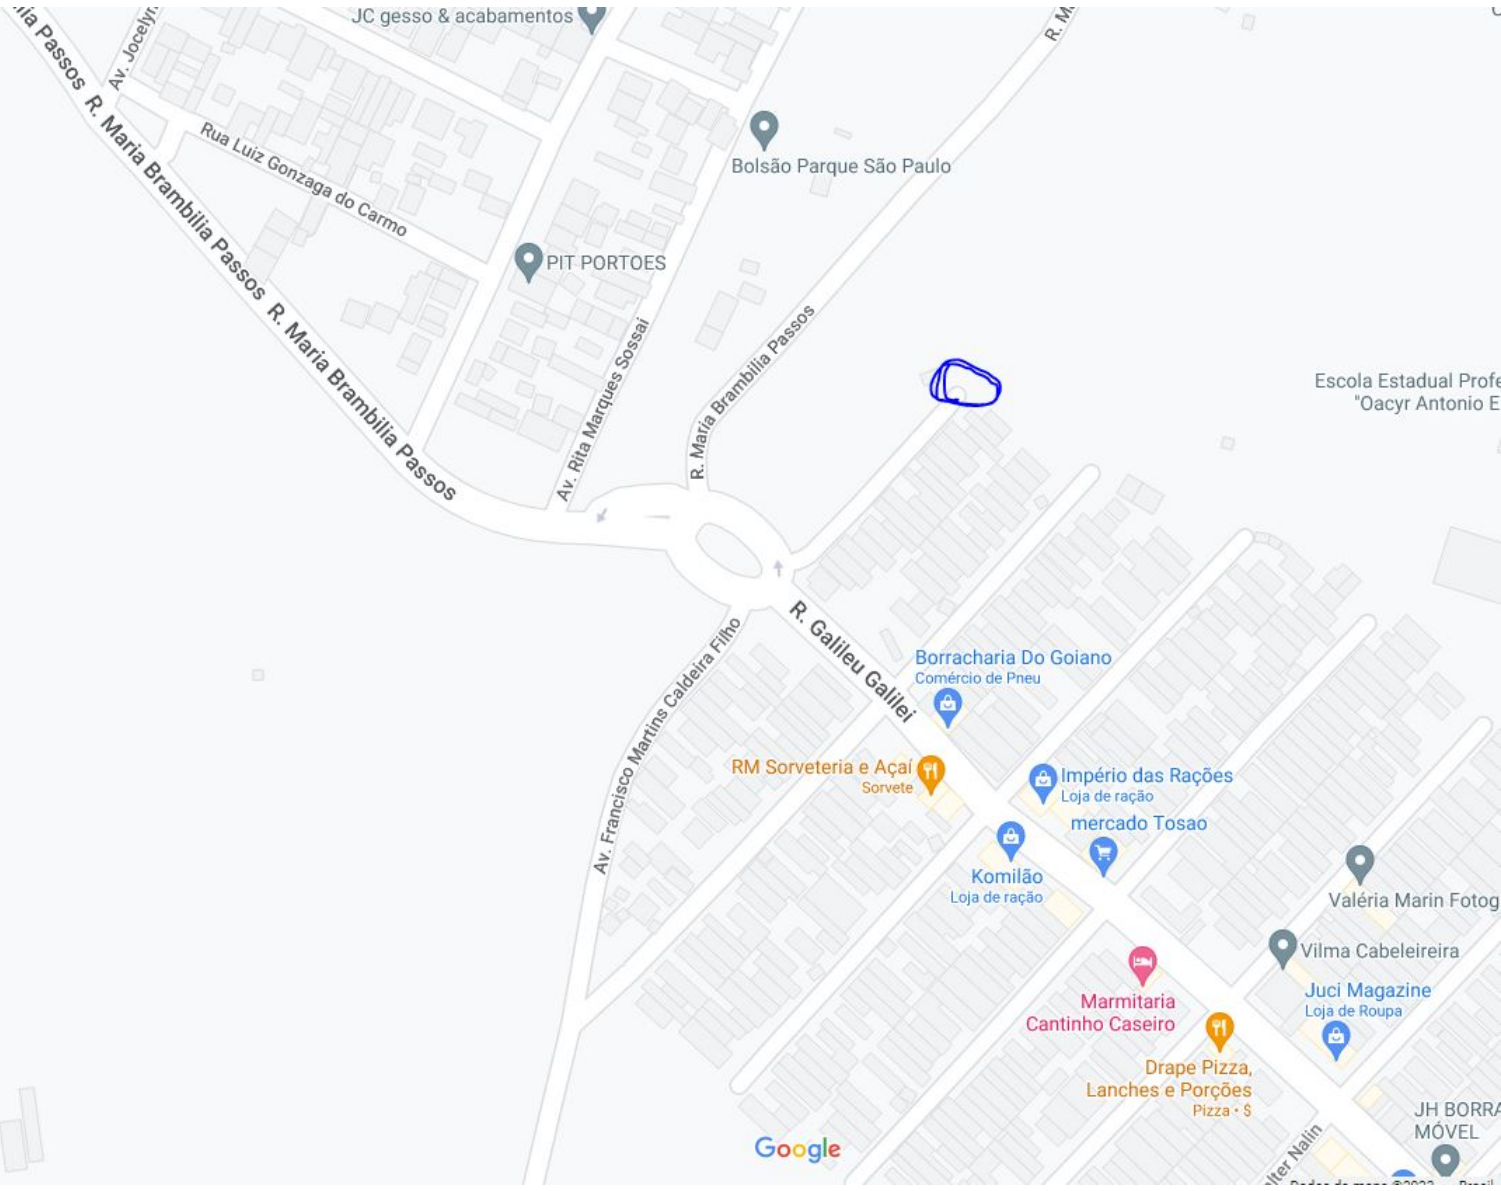 JC gesso & acabamentos
R. Maria Brambilia Passos
Rua Luiz Gonzaga do Carmo
Bolsão Parque São Paulo
R. Maria Brambilia Passos
PIT PORTOES
Av. Rita Marques Sossai
R. Maria Brambilia Passos
R. Maria Brambilia Passos
Escola Estadual Profe
"Oacyr Antonio E
R. Galileu Galilei
Av. Francisco Martins Caldeira Filho
Borracharia Do Goiano
Comércio de Pneu
RM Sorveteria e Açaí
Sorvete
Império das Rações
Loja de ração
mercado Tosao
Komilão
Loja de ração
Valéria Marin Fotog
Vilma Cabeleireira
Marmitaria
Cantinho Caseiro
Juci Magazine
Loja de Roupa
Drape Pizza,
Lanches e Porções
Pizza • $
JH BORRA
MÓVEL
Google